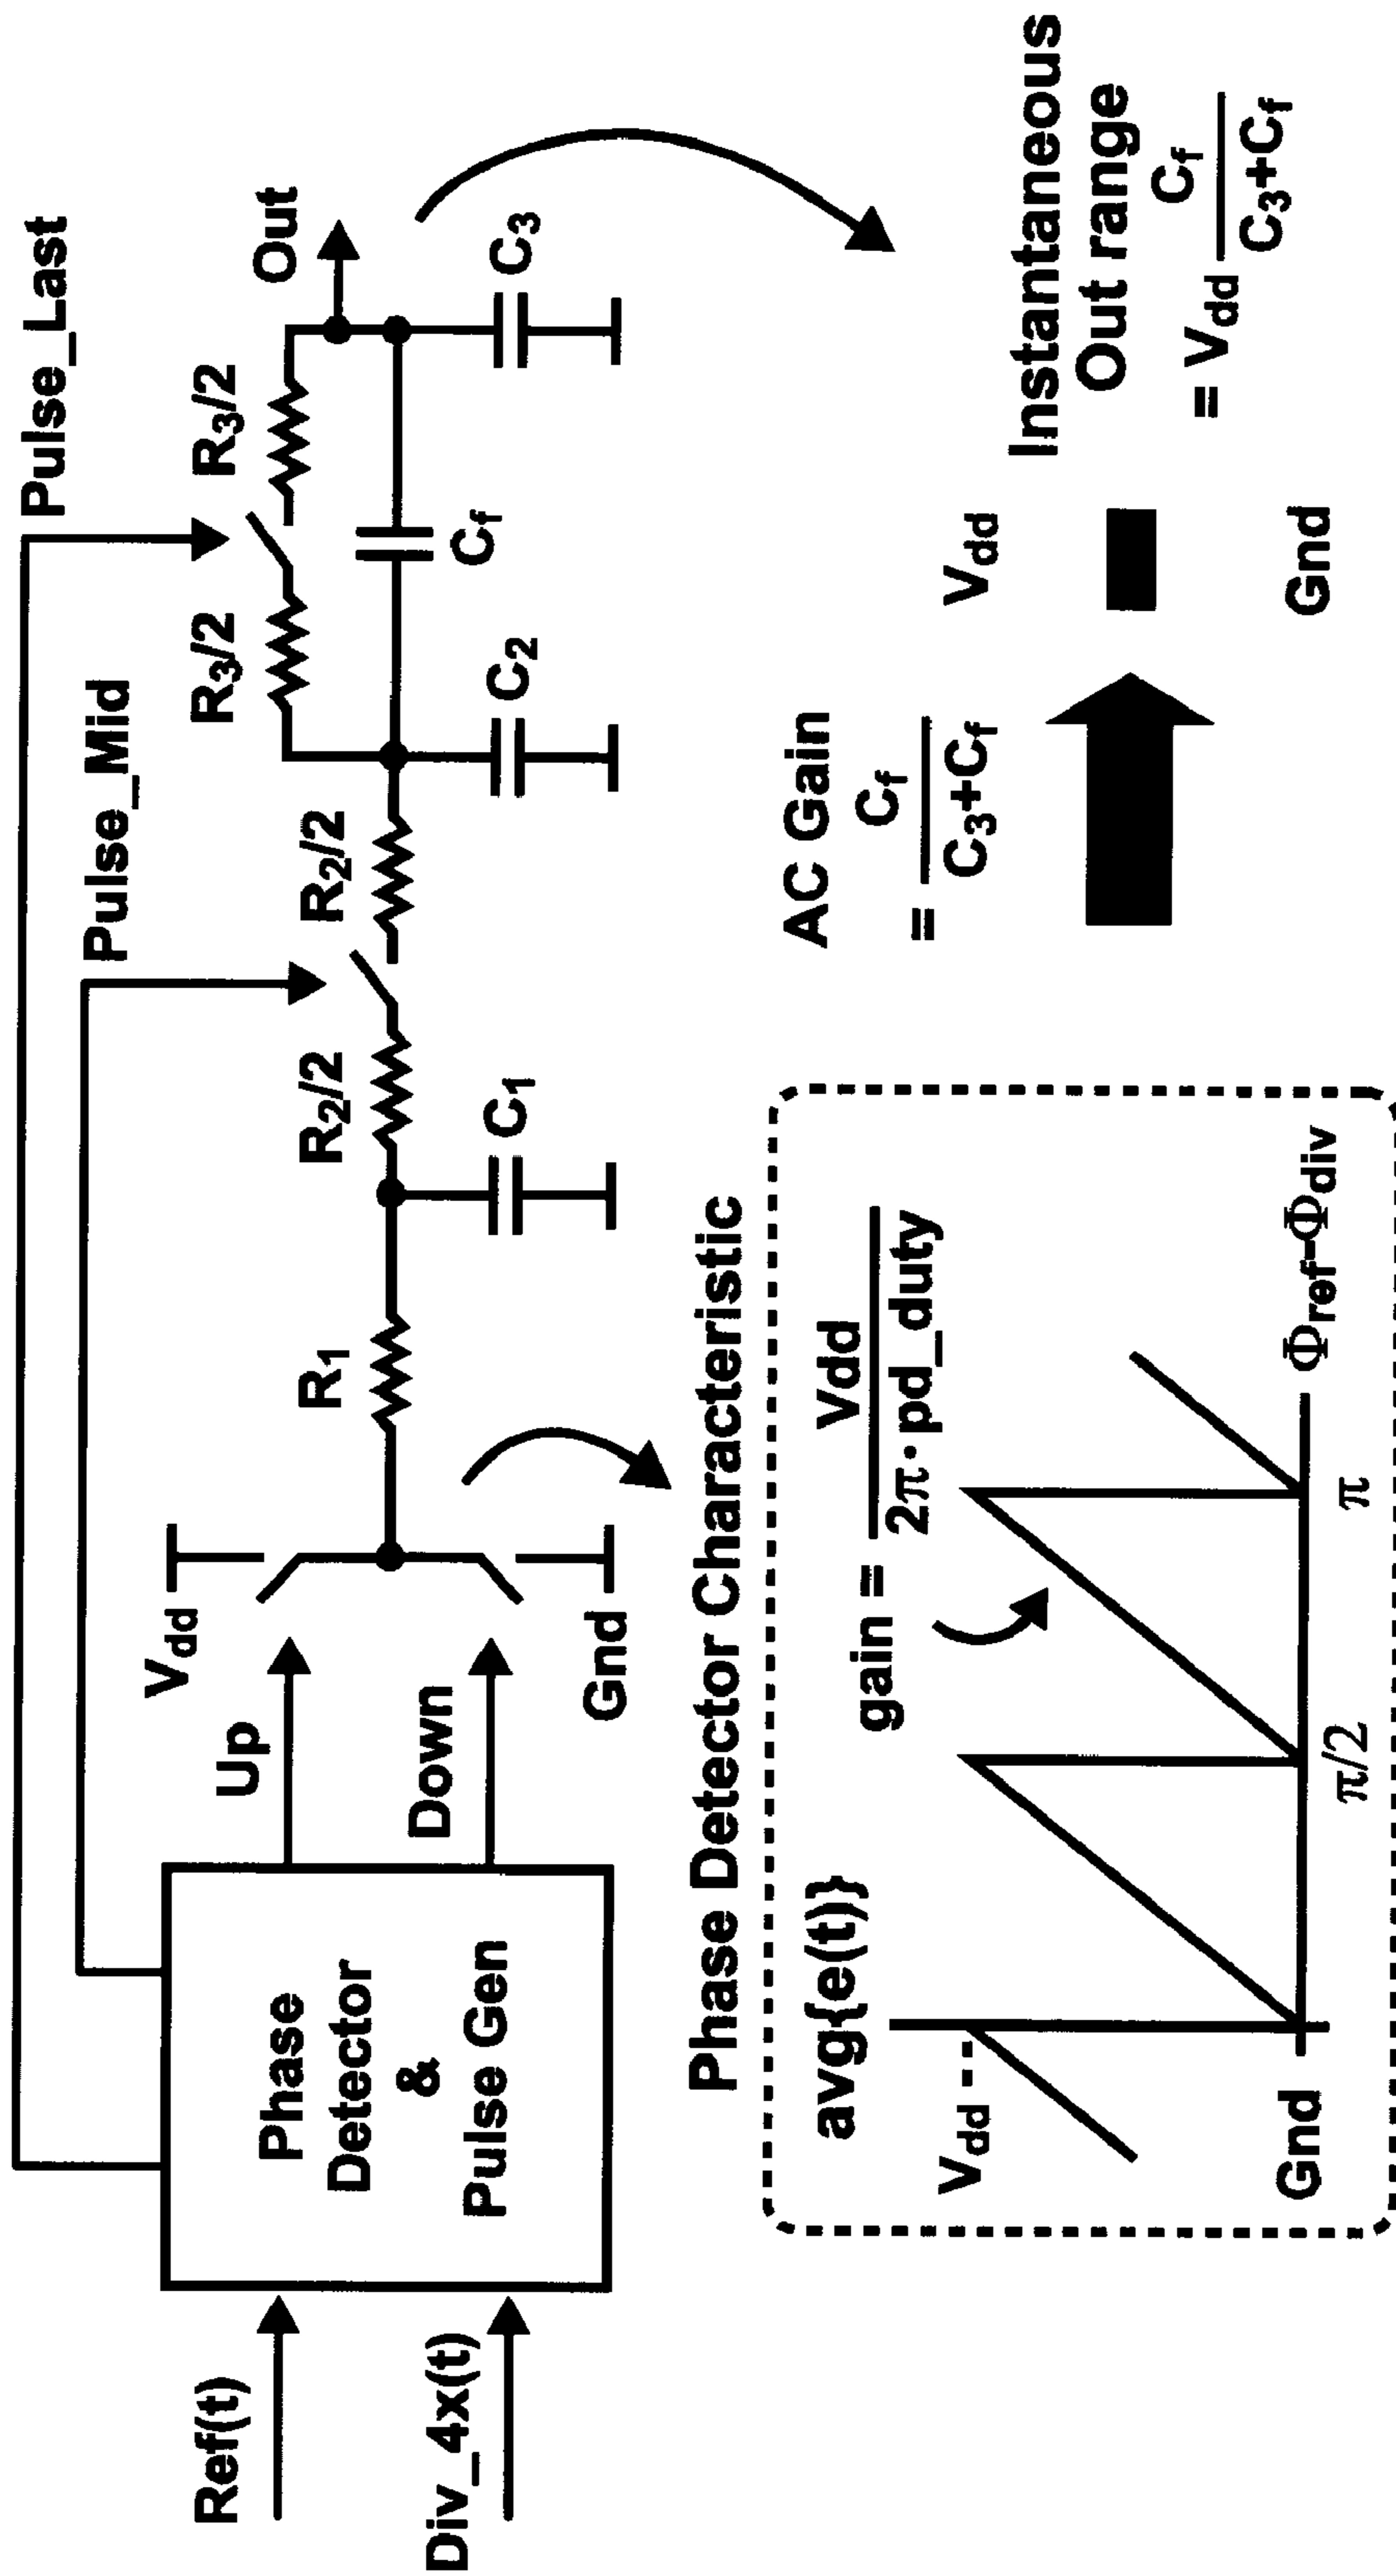 Pulse_Last
Pulse_Mid
Ref(t)
Div_4x(t)
Phase
Detector
&
Pulse Gen
Up
Down
Vdd
Gnd
R1
C1
R2/2
R2/2
C2
R3/2
R3/2
Cf
C3
Out
Phase Detector Characteristic
avg{e(t)}
Vdd
Gnd
gain = Vdd
2π·pd_duty
π/2
π
Φref-Φdiv
AC Gain
= Cf
C3+Cf
Vdd
Gnd
Instantaneous
Out range
= Vdd Cf
C3+Cf